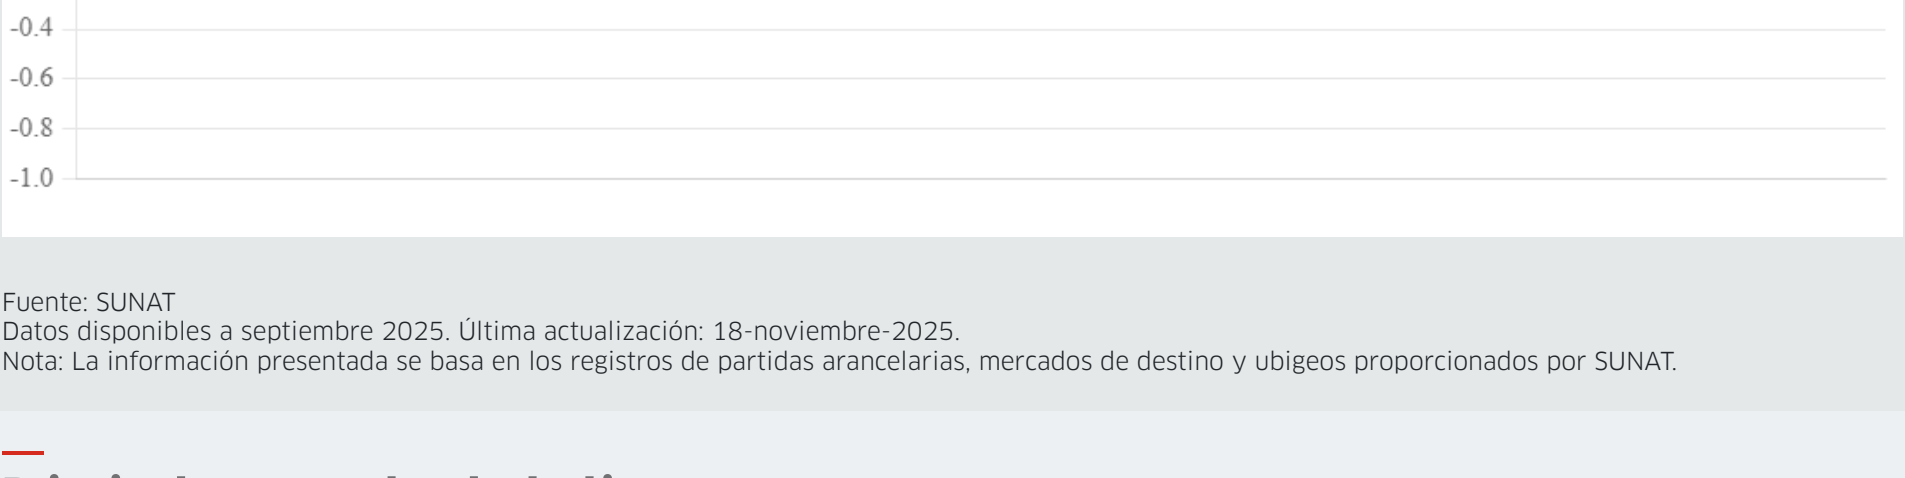 -0.4
-0.6
-0.8
-1.0
Fuente: SUNAT
Datos disponibles a septiembre 2025. Última actualización: 18-noviembre-2025.
Nota: La información presentada se basa en los registros de partidas arancelarias, mercados de destino y ubigeos proporcionados por SUNAT.